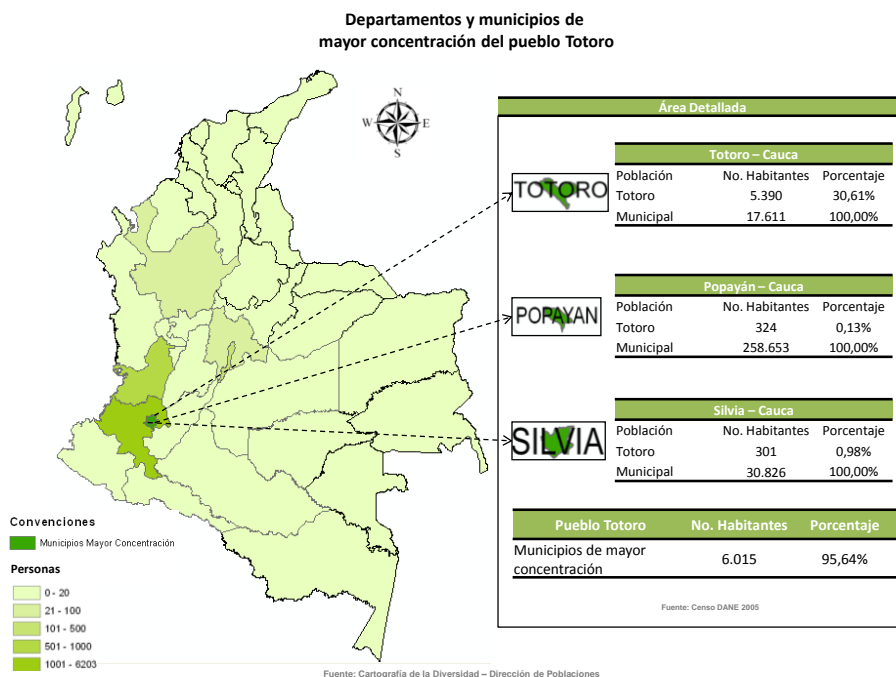 Departamentos y municipios de
mayor concentración del pueblo Totoro
N
W E
S
Área Detallada
TOTORO
Totoro – Cauca
Población No. Habitantes Porcentaje
Totoro 5.390 30,61%
Municipal 17.611 100,00%
POPAYAN
Popayán – Cauca
Población No. Habitantes Porcentaje
Totoro 324 0,13%
Municipal 258.653 100,00%
SILVIA
Silvia – Cauca
Población No. Habitantes Porcentaje
Totoro 301 0,98%
Municipal 30.826 100,00%
Pueblo Totoro No. Habitantes Porcentaje
Municipios de mayor
concentración 6.015 95,64%
Fuente: Censo DANE 2005
Convenciones
Municipios Mayor Concentración
Personas
0 - 20
21 - 100
101 - 500
501 - 1000
1001 - 6203
Fuente: Cartografía de la Diversidad – Dirección de Poblaciones